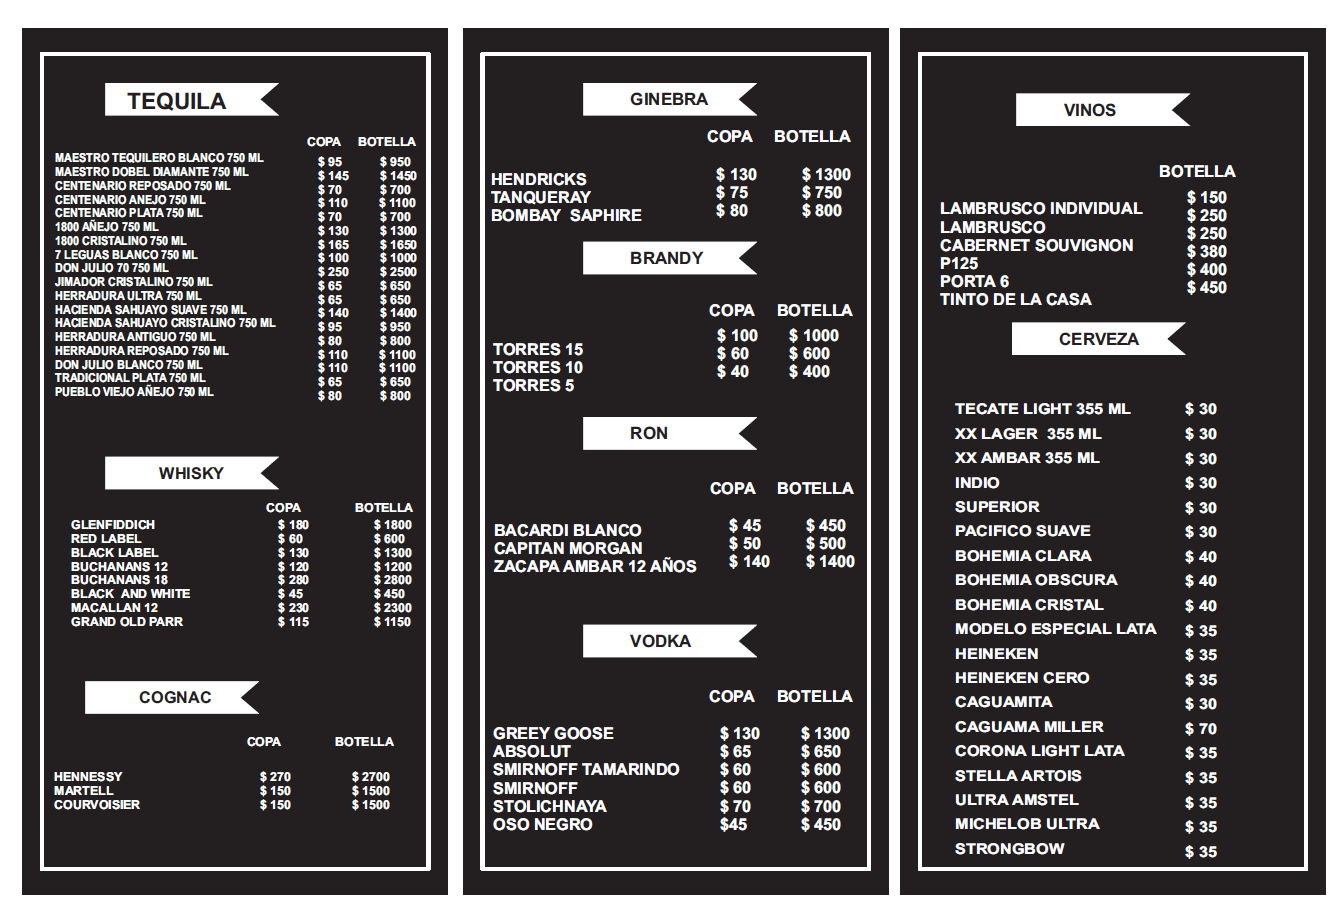 TEQUILA
COPA BOTELLA
MAESTRO TEQUILERO BLANCO 750 ML $ 95 $ 950
MAESTRO DOBEL DIAMANTE 750 ML $ 145 $ 1450
CENTENARIO REPOSADO 750 ML $ 70 $ 700
CENTENARIO ANEJO 750 ML $ 110 $ 1100
CENTENARIO PLATA 750 ML $ 70 $ 700
1800 AÑEJO 750 ML $ 130 $ 1300
1800 CRISTALINO 750 ML $ 165 $ 1650
7 LEGUAS BLANCO 750 ML $ 100 $ 1000
DON JULIO 70 750 ML $ 250 $ 2500
JIMADOR CRISTALINO 750 ML $ 65 $ 650
HERRADURA ULTRA 750 ML $ 65 $ 650
HACIENDA SAHUAYO SUAVE 750 ML $ 140 $ 1400
HACIENDA SAHUAYO CRISTALINO 750 ML $ 95 $ 950
HERRADURA ANTIGUO 750 ML $ 80 $ 800
HERRADURA REPOSADO 750 ML $ 110 $ 1100
DON JULIO BLANCO 750 ML $ 110 $ 1100
TRADICIONAL PLATA 750 ML $ 65 $ 650
PUEBLO VIEJO AÑEJO 750 ML $ 80 $ 800
WHISKY
COPA BOTELLA
GLENFIDDICH $ 180 $ 1800
RED LABEL $ 60 $ 600
BLACK LABEL $ 130 $ 1300
BUCHANANS 12 $ 120 $ 1200
BUCHANANS 18 $ 280 $ 2800
BLACK AND WHITE $ 45 $ 450
MACALLAN 12 $ 230 $ 2300
GRAND OLD PARR $ 115 $ 1150
COGNAC
COPA BOTELLA
HENNESSY $ 270 $ 2700
MARTELL $ 150 $ 1500
COURVOISIER $ 150 $ 1500
GINEBRA
COPA BOTELLA
HENDRICKS $ 130 $ 1300
TANQUERAY $ 75 $ 750
BOMBAY SAPHIRE $ 80 $ 800
BRANDY
COPA BOTELLA
TORRES 15 $ 100 $ 1000
TORRES 10 $ 60 $ 600
TORRES 5 $ 40 $ 400
RON
COPA BOTELLA
BACARDI BLANCO $ 45 $ 450
CAPITAN MORGAN $ 50 $ 500
ZACAPA AMBAR 12 AÑOS $ 140 $ 1400
VODKA
COPA BOTELLA
GREEY GOOSE $ 130 $ 1300
ABSOLUT $ 65 $ 650
SMIRNOFF TAMARINDO $ 60 $ 600
SMIRNOFF $ 60 $ 600
STOLICHNAYA $ 70 $ 700
OSO NEGRO $45 $ 450
VINOS
BOTELLA
LAMBRUSCO INDIVIDUAL $ 150
LAMBRUSCO $ 250
CABERNET SOUVIGNON $ 250
P125 $ 380
PORTA 6 $ 400
TINTO DE LA CASA $ 450
CERVEZA
TECATE LIGHT 355 ML $ 30
XX LAGER 355 ML $ 30
XX AMBAR 355 ML $ 30
INDIO $ 30
SUPERIOR $ 30
PACIFICO SUAVE $ 30
BOHEMIA CLARA $ 40
BOHEMIA OBSCURA $ 40
BOHEMIA CRISTAL $ 40
MODELO ESPECIAL LATA $ 35
HEINEKEN $ 35
HEINEKEN CERO $ 35
CAGUAMITA $ 30
CAGUAMA MILLER $ 70
CORONA LIGHT LATA $ 35
STELLA ARTOIS $ 35
ULTRA AMSTEL $ 35
MICHELOB ULTRA $ 35
STRONGBOW $ 35